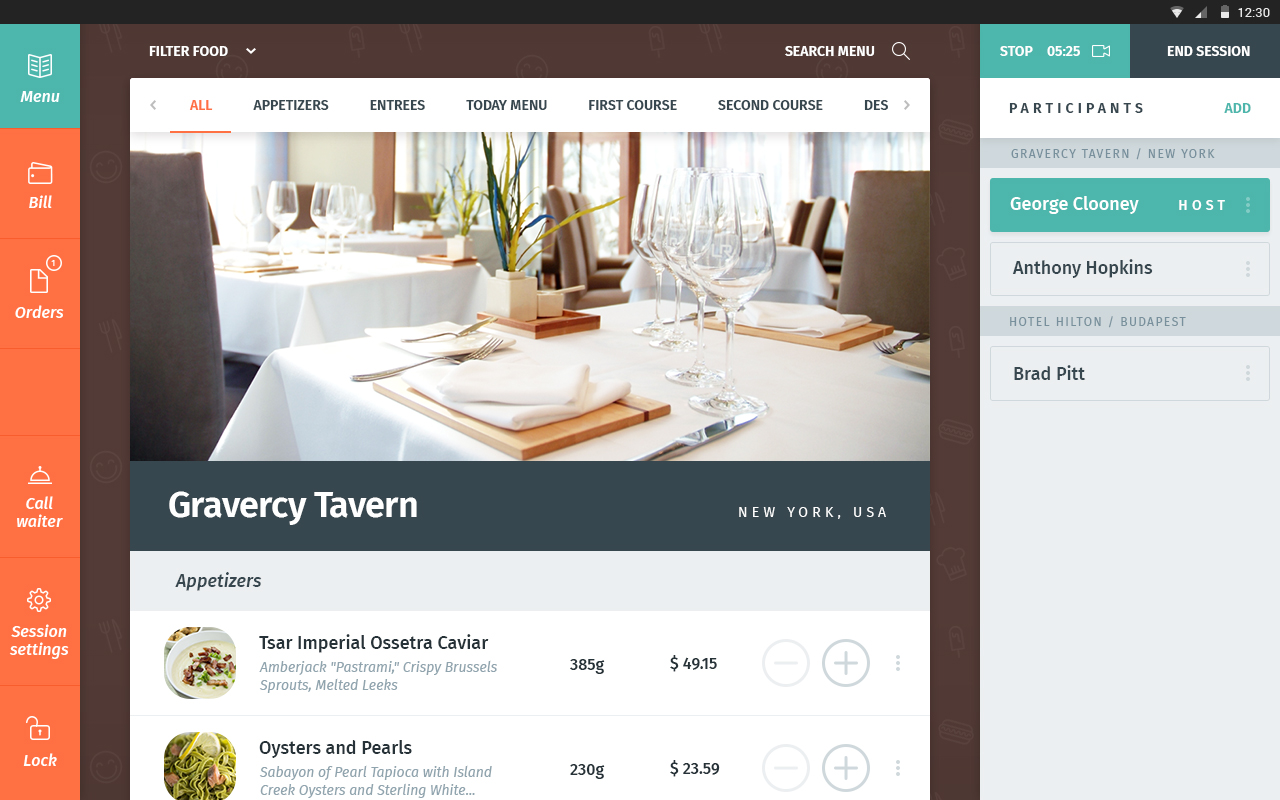 12:30
Menu
Bill
1
Orders
Call
waiter
Session
settings
Lock
FILTER FOOD
SEARCH MENU
ALL APPETIZERS ENTREES TODAY MENU FIRST COURSE SECOND COURSE DES
Gravercy Tavern
NEW YORK, USA
Appetizers
Tsar Imperial Ossetra Caviar
Amberjack "Pastrami," Crispy Brussels
Sprouts, Melted Leeks
385g
$ 49.15
Oysters and Pearls
Sabayon of Pearl Tapioca with Island
Creek Oysters and Sterling White...
230g
$ 23.59
STOP 05:25
END SESSION
PARTICIPANTS
ADD
GRAVERCY TAVERN / NEW YORK
George Clooney HOST
Anthony Hopkins
HOTEL HILTON / BUDAPEST
Brad Pitt